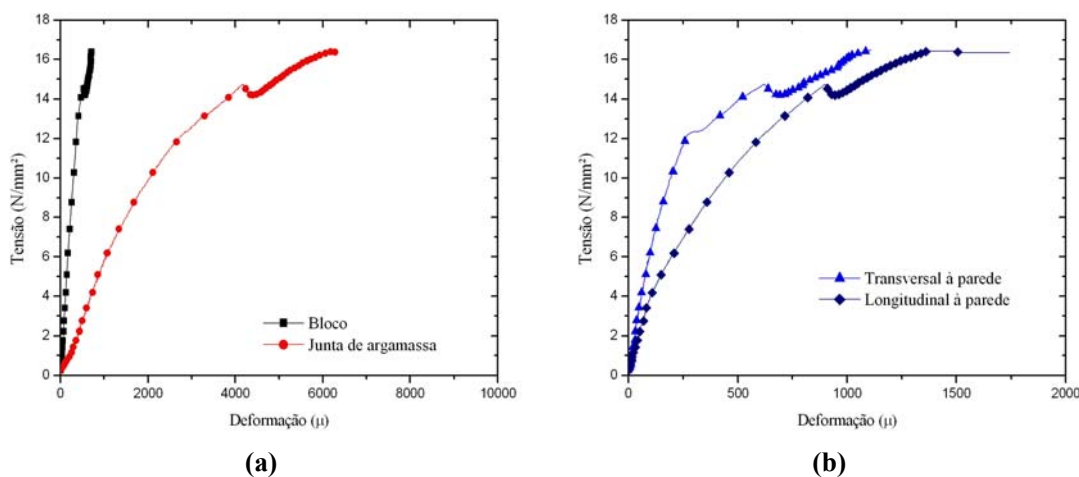 18
16
14
12
10
8
6
4
2
0
Tensão (N/mm²)
Bloco
Junta de argamassa
0 2000 4000 6000 8000 10000
Deformação (μ)
(a)
18
16
14
12
10
8
6
4
2
0
Tensão (N/mm²)
Transversal à parede
Longitudinal à parede
0 500 1000 1500 2000
Deformação (μ)
(b)